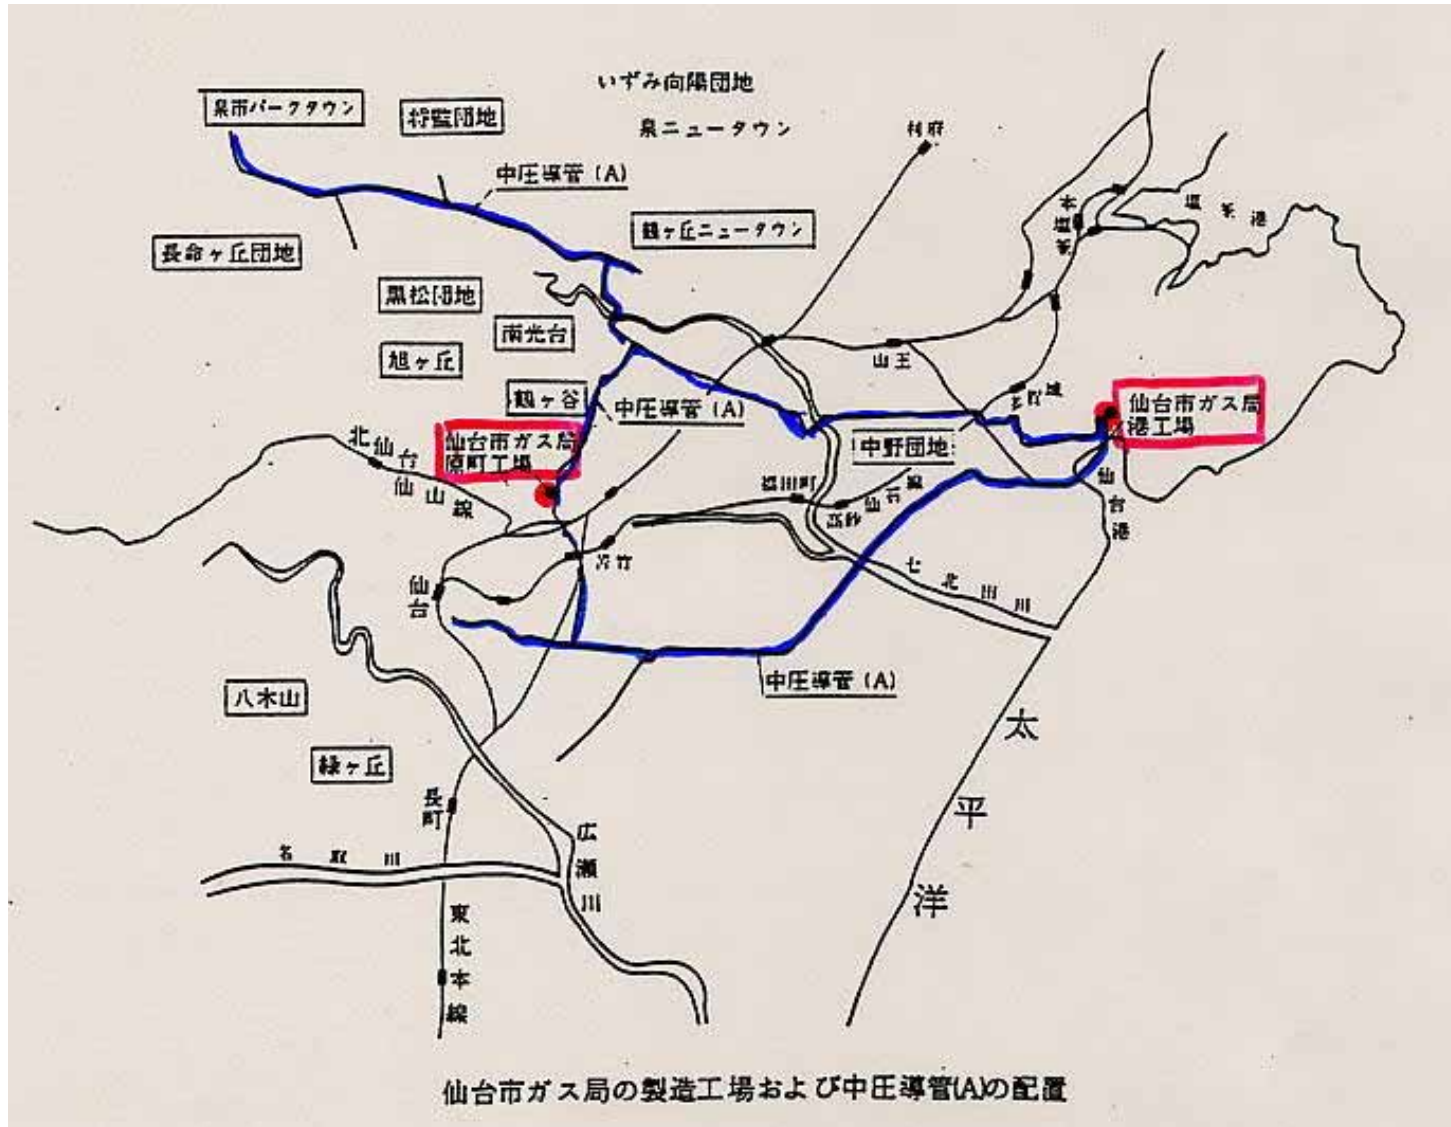 いずみ向陽団地
泉市パークタウン
将監団地
泉ニュータウン
利府
中圧導管(A)
鶴ヶ丘ニュータウン
塩釜港
本塩釜
長命ヶ丘団地
黒松団地
南光台
旭ヶ丘
山王
多賀城
鶴ヶ谷
中圧導管(A)
仙台市ガス局
港工場
仙台市ガス局
原町工場
中野団地
北仙台
仙山線
福田町
仙石線
仙台港
苦竹
七北田川
仙台
中圧導管(A)
八木山
緑ヶ丘
太平洋
長町
広瀬川
名取川
東北本線
仙台市ガス局の製造工場および中圧導管(A)の配置